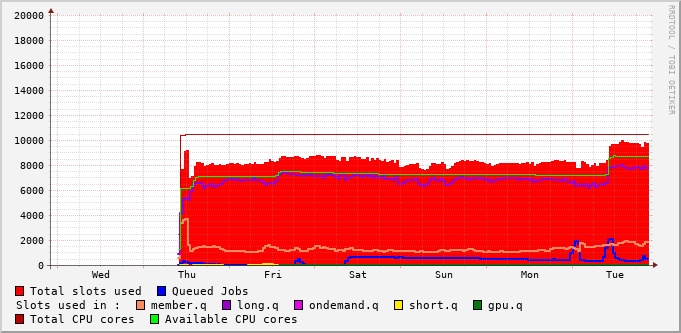 RRDTOOL / TOBI OETIKER
20000
18000
16000
14000
12000
10000
8000
6000
4000
2000
0
Wed Thu Fri Sat Sun Mon Tue
Total slots used Queued Jobs
Slots used in : member.q long.q ondemand.q short.q gpu.q
Total CPU cores Available CPU cores